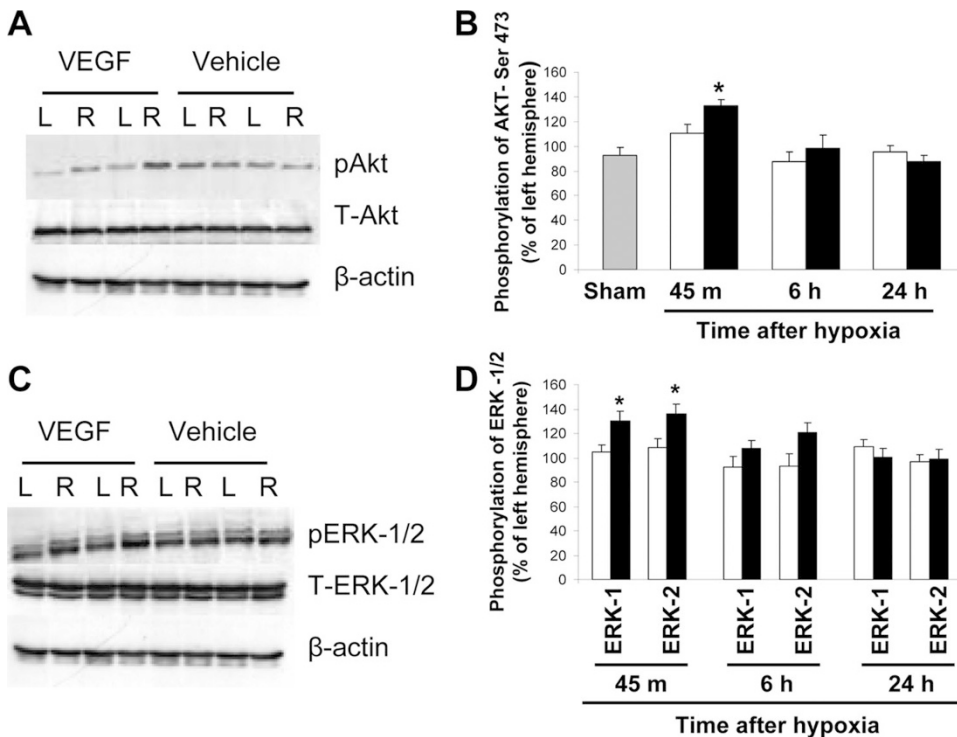 A
VEGF Vehicle
L R L R L R L R
pAkt
T-Akt
β-actin
B
Phosphorylation of AKT- Ser 473
(% of left hemisphere)
160
140
120
100
80
60
40
20
0
*
Sham 45 m 6 h 24 h
Time after hypoxia
C
VEGF Vehicle
L R L R L R L R
pERK-1/2
T-ERK-1/2
β-actin
D
Phosphorylation of ERK -1/2
(% of left hemisphere)
160
140
120
100
80
60
40
20
0
* *
ERK-1 ERK-2 ERK-1 ERK-2 ERK-1 ERK-2
45 m 6 h 24 h
Time after hypoxia